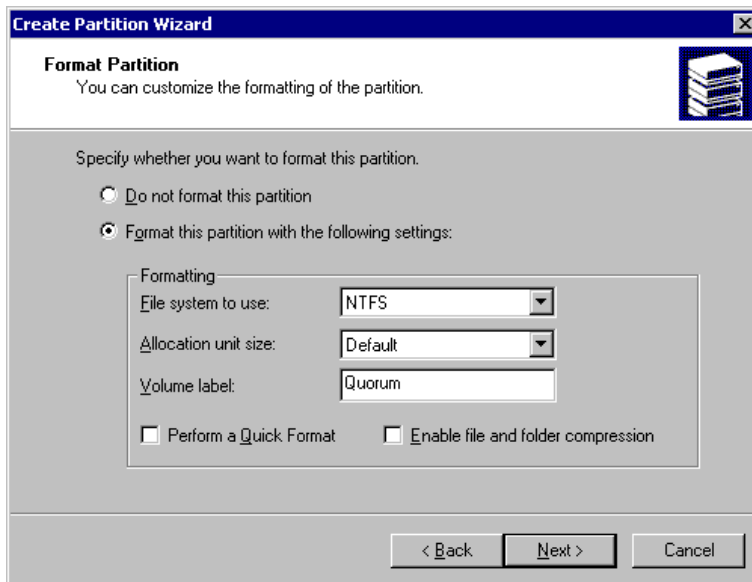 Create Partition Wizard
Format Partition
You can customize the formatting of the partition.
Specify whether you want to format this partition.
Do not format this partition
Format this partition with the following settings:
Formatting
File system to use: NTFS
Allocation unit size: Default
Volume label: Quorum
Perform a Quick Format Enable file and folder compression
< Back Next > Cancel